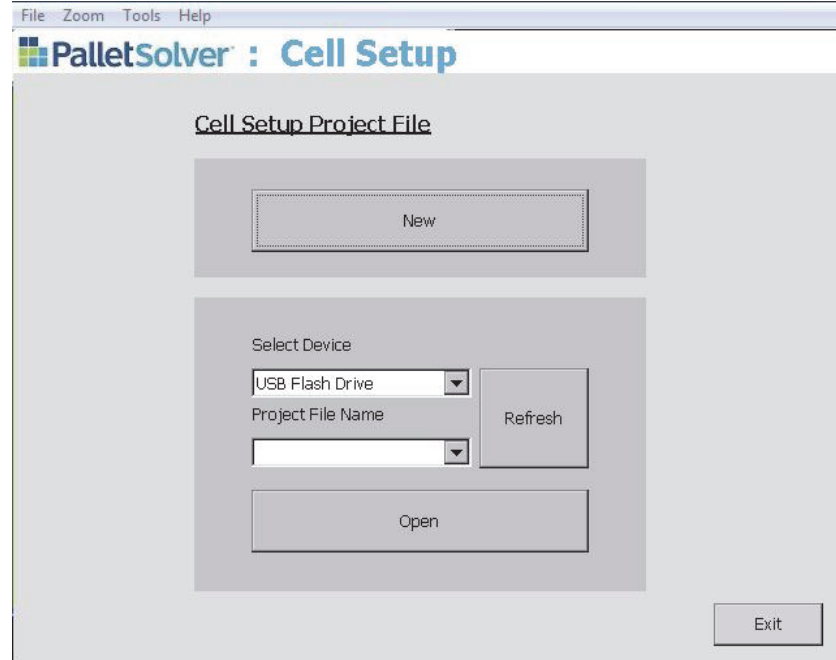 File Zoom Tools Help
PalletSolver : Cell Setup
Cell Setup Project File
New
Select Device
USB Flash Drive
Project File Name
Refresh
Open
Exit